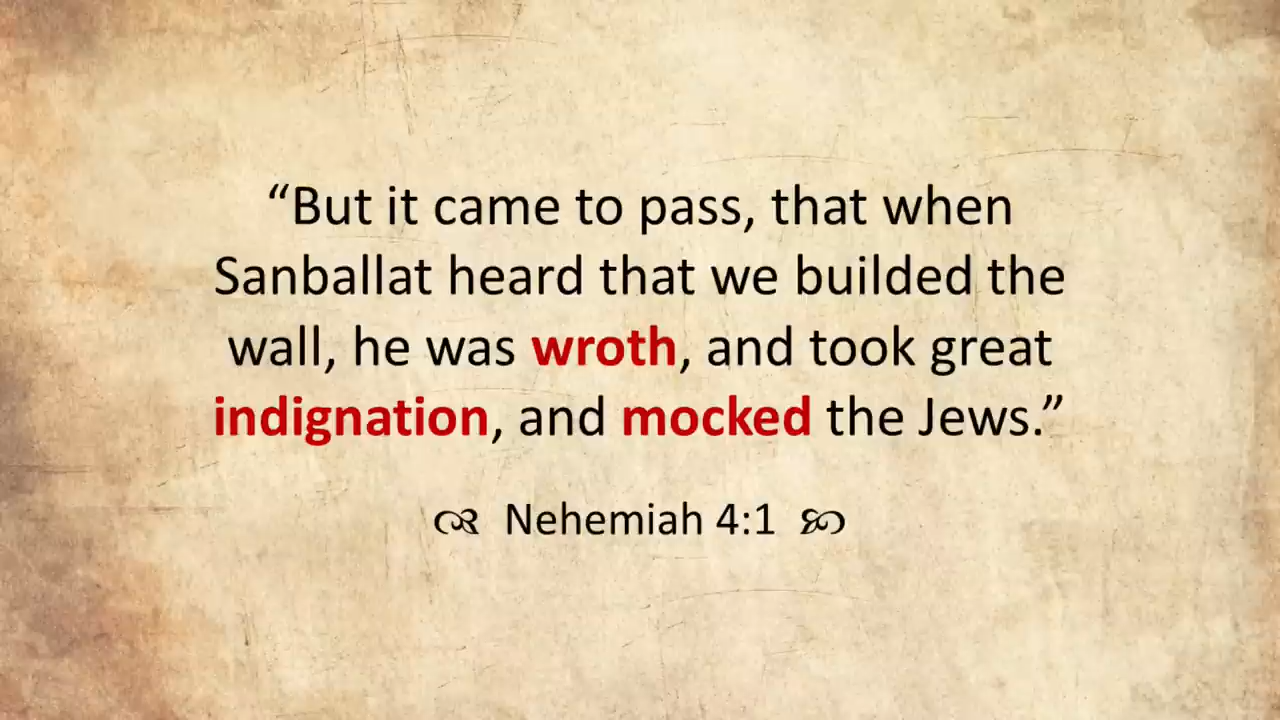 “But it came to pass, that when
Sanballat heard that we builded the
wall, he was wroth, and took great
indignation, and mocked the Jews.”
Nehemiah 4:1